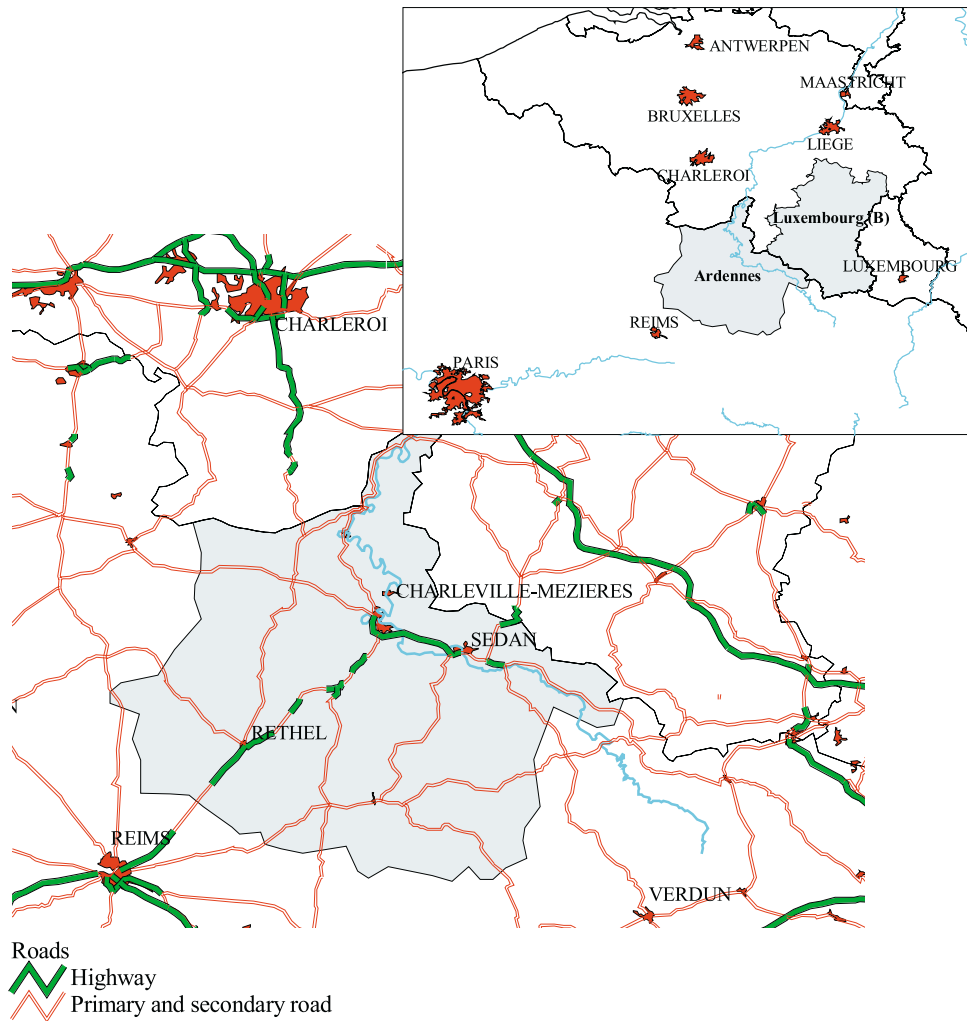 ANTWERPEN
MAASTRICHT
BRUXELLES
LIEGE
CHARLEROI
Luxembourg (B)
LUXEMBOURG
Ardennes
REIMS
PARIS
CHARLEROI
CHARLEVILLE-MEZIERES
SEDAN
N
RETHEL
REIMS
VERDUN
Roads
Highway
Primary and secondary road